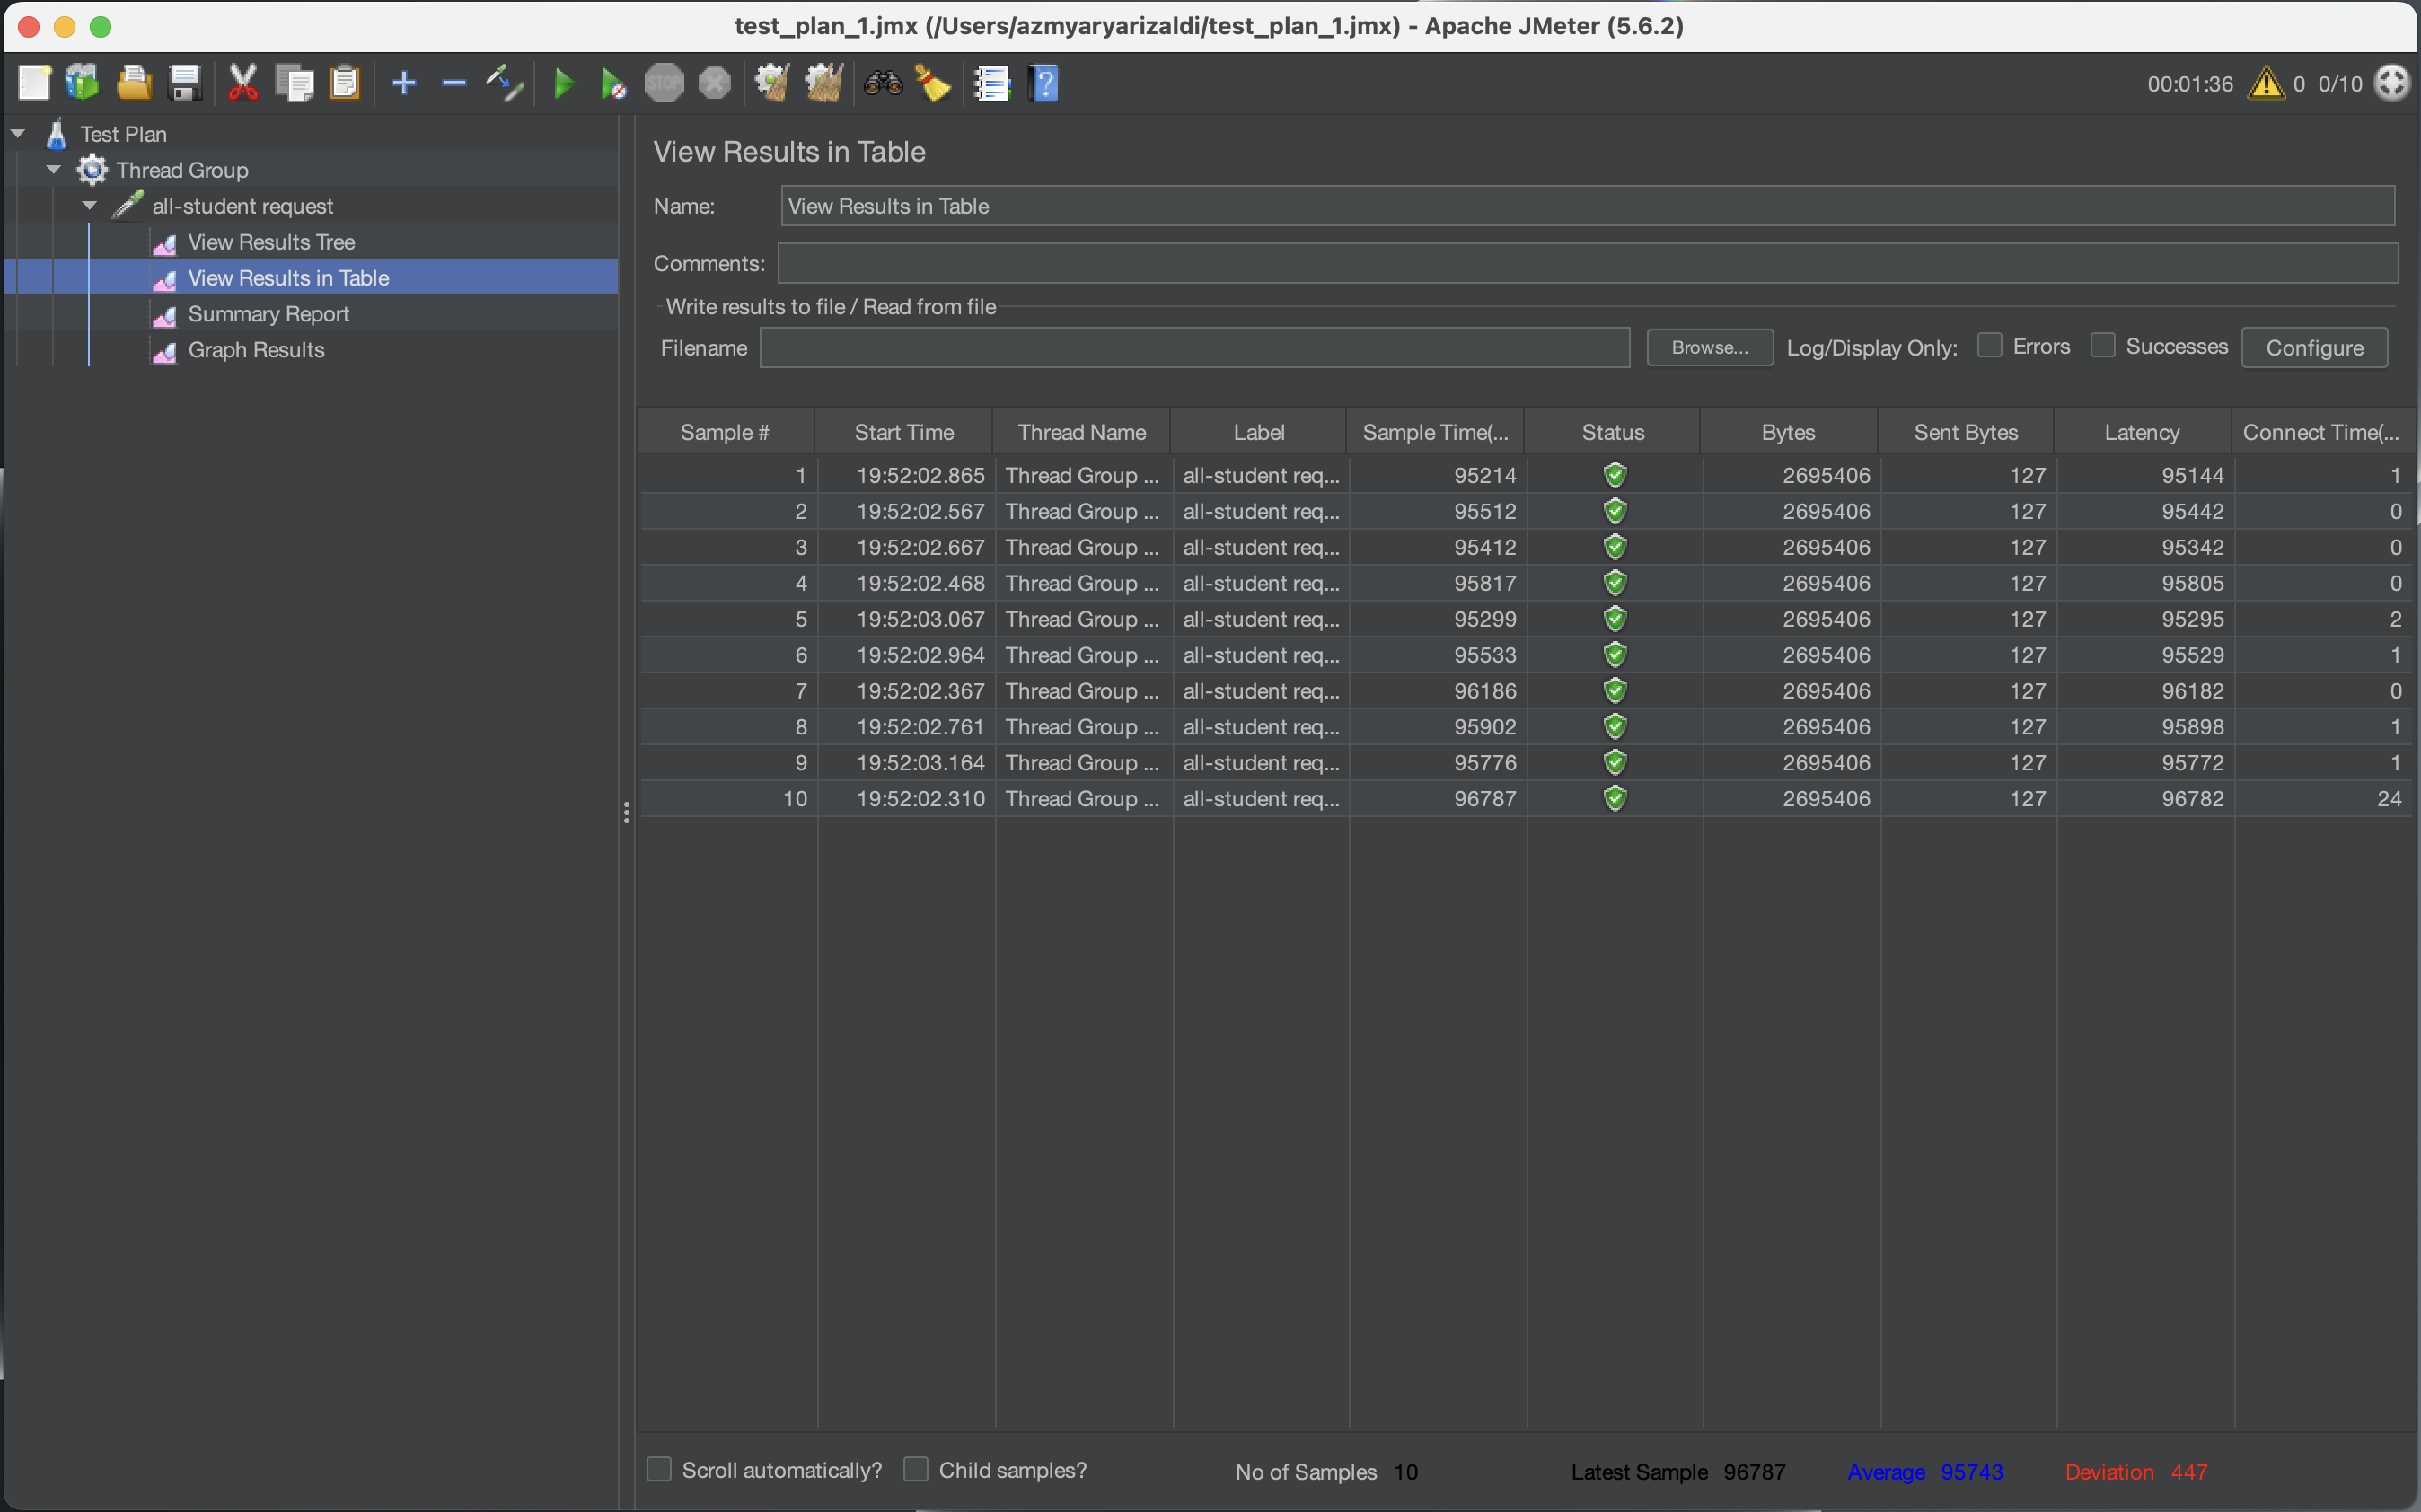 test_plan_1.jmx (/Users/azmyaryarizaldi/test_plan_1.jmx) - Apache JMeter (5.6.2)
STOP
?
00:01:36 0 0/10
Test Plan
Thread Group
all-student request
View Results Tree
View Results in Table
Summary Report
Graph Results
View Results in Table
Name: View Results in Table
Comments:
Write results to file / Read from file
Filename Browse... Log/Display Only: Errors Successes Configure
Sample # Start Time Thread Name Label Sample Time(... Status Bytes Sent Bytes Latency Connect Time(...
1 19:52:02.865 Thread Group ... all-student req... 95214 2695406 127 95144 1
2 19:52:02.567 Thread Group ... all-student req... 95512 2695406 127 95442 0
3 19:52:02.667 Thread Group ... all-student req... 95412 2695406 127 95342 0
4 19:52:02.468 Thread Group ... all-student req... 95817 2695406 127 95805 0
5 19:52:03.067 Thread Group ... all-student req... 95299 2695406 127 95295 2
6 19:52:02.964 Thread Group ... all-student req... 95533 2695406 127 95529 1
7 19:52:02.367 Thread Group ... all-student req... 96186 2695406 127 96182 0
8 19:52:02.761 Thread Group ... all-student req... 95902 2695406 127 95898 1
9 19:52:03.164 Thread Group ... all-student req... 95776 2695406 127 95772 1
10 19:52:02.310 Thread Group ... all-student req... 96787 2695406 127 96782 24
Scroll automatically? Child samples? No of Samples 10 Latest Sample 96787 Average 95743 Deviation 447